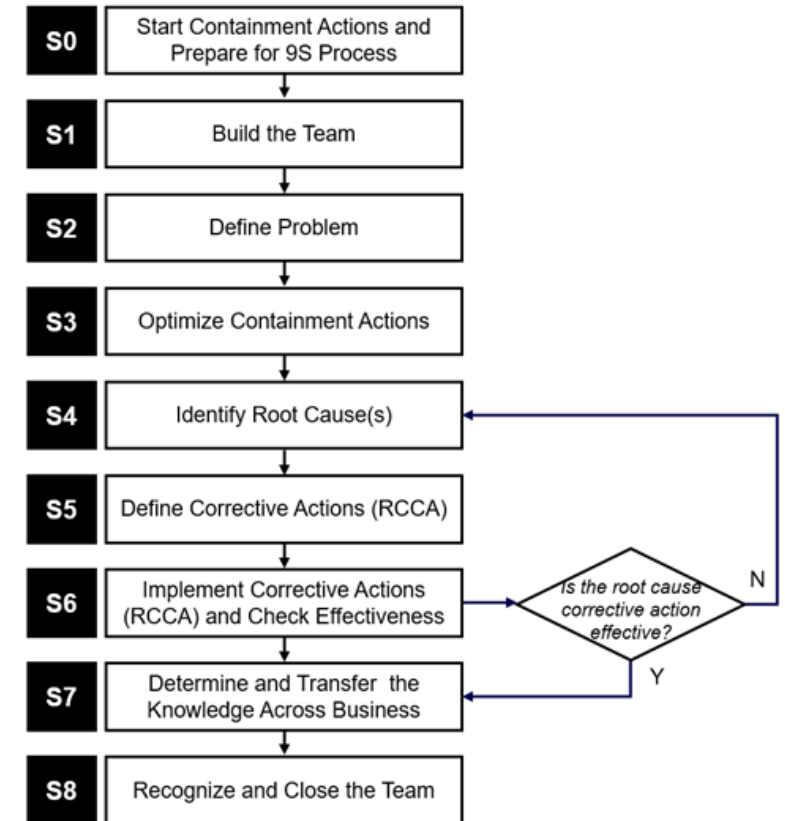 S0
Start Containment Actions and
Prepare for 9S Process
S1
Build the Team
S2
Define Problem
S3
Optimize Containment Actions
S4
Identify Root Cause(s)
S5
Define Corrective Actions (RCCA)
S6
Implement Corrective Actions
(RCCA) and Check Effectiveness
Is the root cause
corrective action
effective?
N
Y
S7
Determine and Transfer the
Knowledge Across Business
S8
Recognize and Close the Team